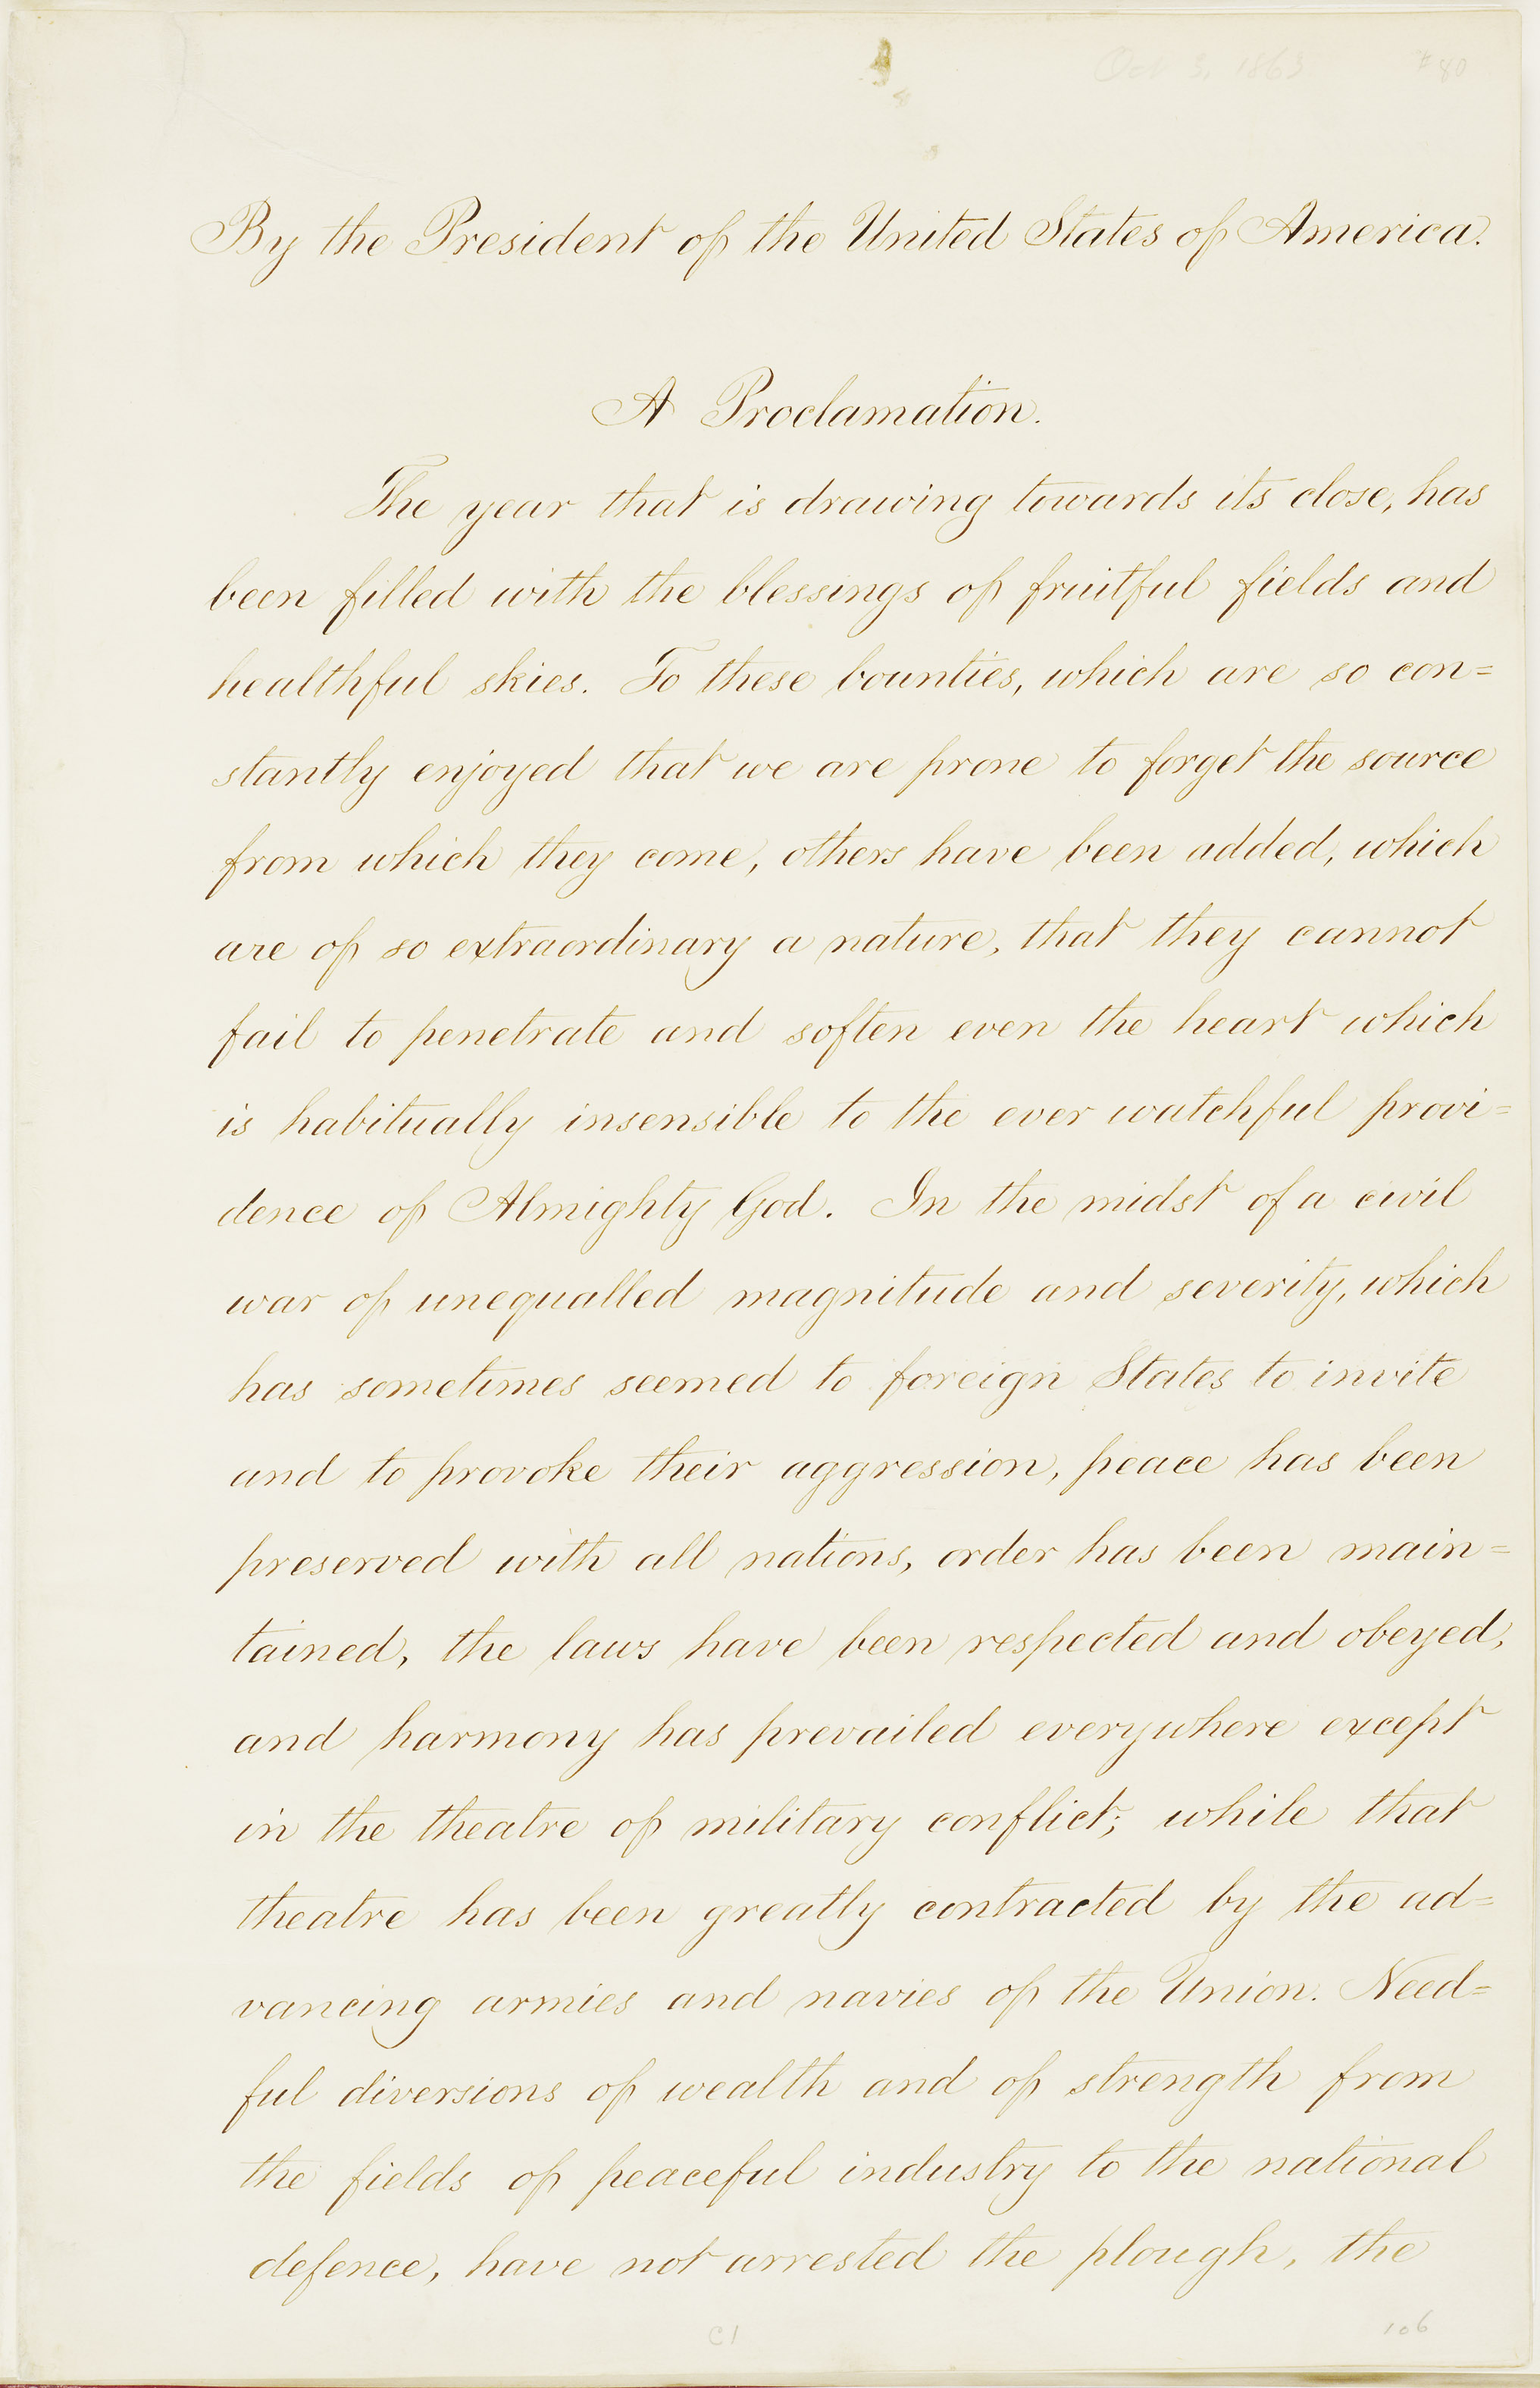 Oct 3, 1863 # 80
By the President of the United States of America.
A Proclamation.
The year that is drawing towards its close, has
been filled with the blessings of fruitful fields and
healthful skies. To these bounties, which are so con=
stantly enjoyed that we are prone to forget the source
from which they come, others have been added, which
are of so extraordinary a nature, that they cannot
fail to penetrate and soften even the heart which
is habitually insensible to the ever watchful provi=
dence of Almighty God. In the midst of a civil
war of unequalled magnitude and severity, which
has sometimes seemed to foreign States to invite
and to provoke their aggression, peace has been
preserved with all nations, order has been main=
tained, the laws have been respected and obeyed,
and harmony has prevailed everywhere except
in the theatre of military conflict; while that
theatre has been greatly contracted by the ad=
vancing armies and navies of the Union. Need=
ful diversions of wealth and of strength from
the fields of peaceful industry to the national
defence, have not arrested the plough, the
C1 106